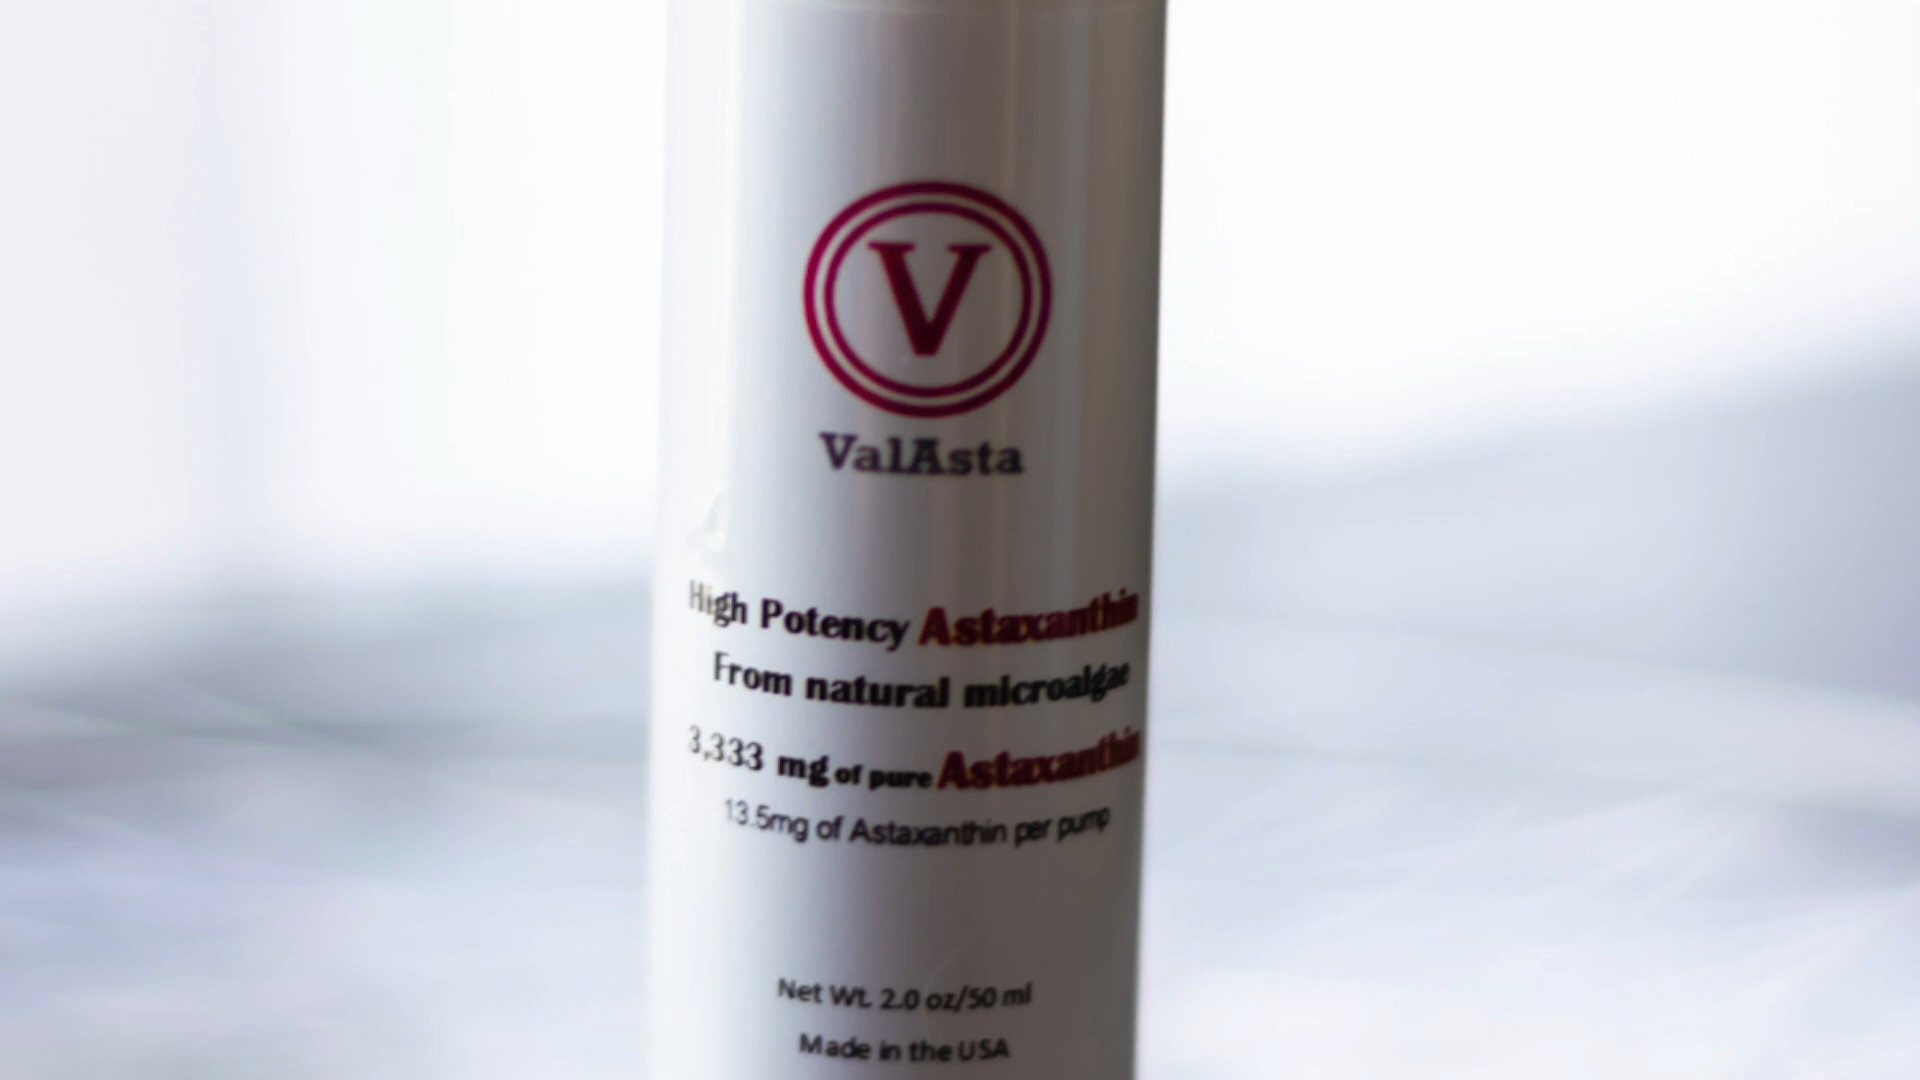 V
ValAsta
High Potency Astaxanthin
From natural microalgae
3,333 mg of pure Astaxanthin
13.5mg of Astaxanthin per pump
Net Wt. 2.0 oz/50 ml
Made in the USA